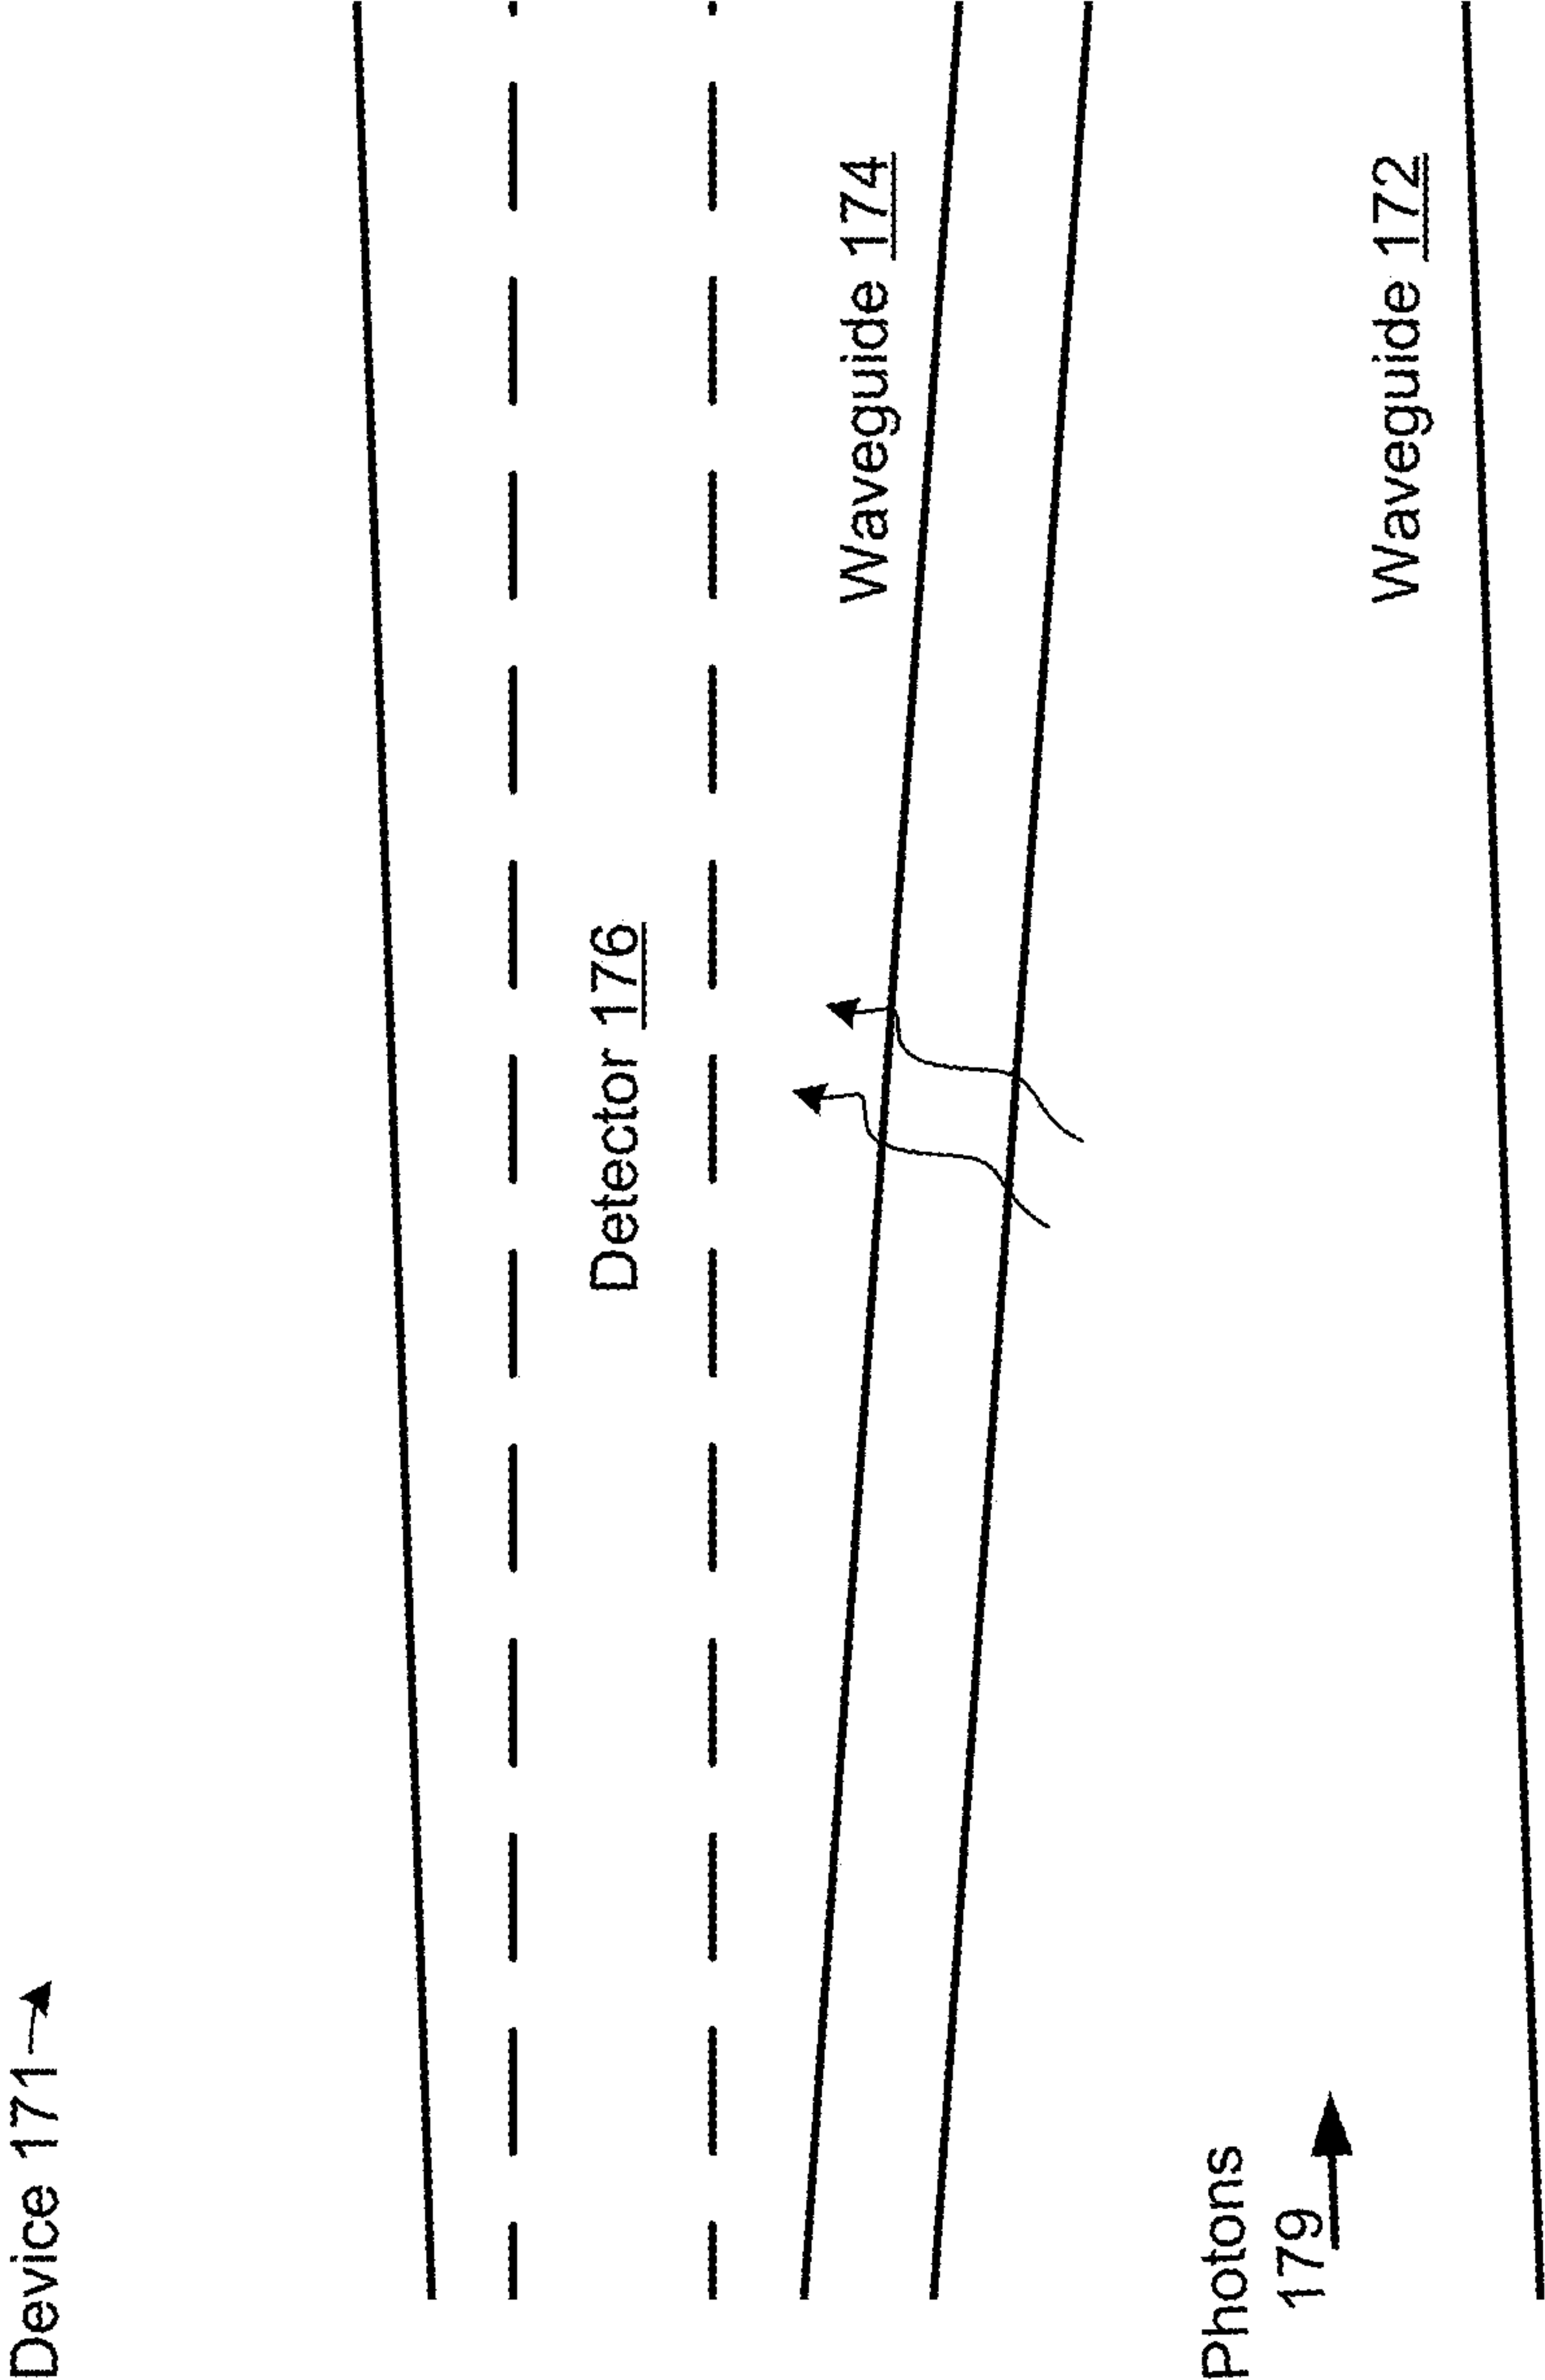 Device 171
Detector 176
Waveguide 174
Photons
179
Waveguide 172